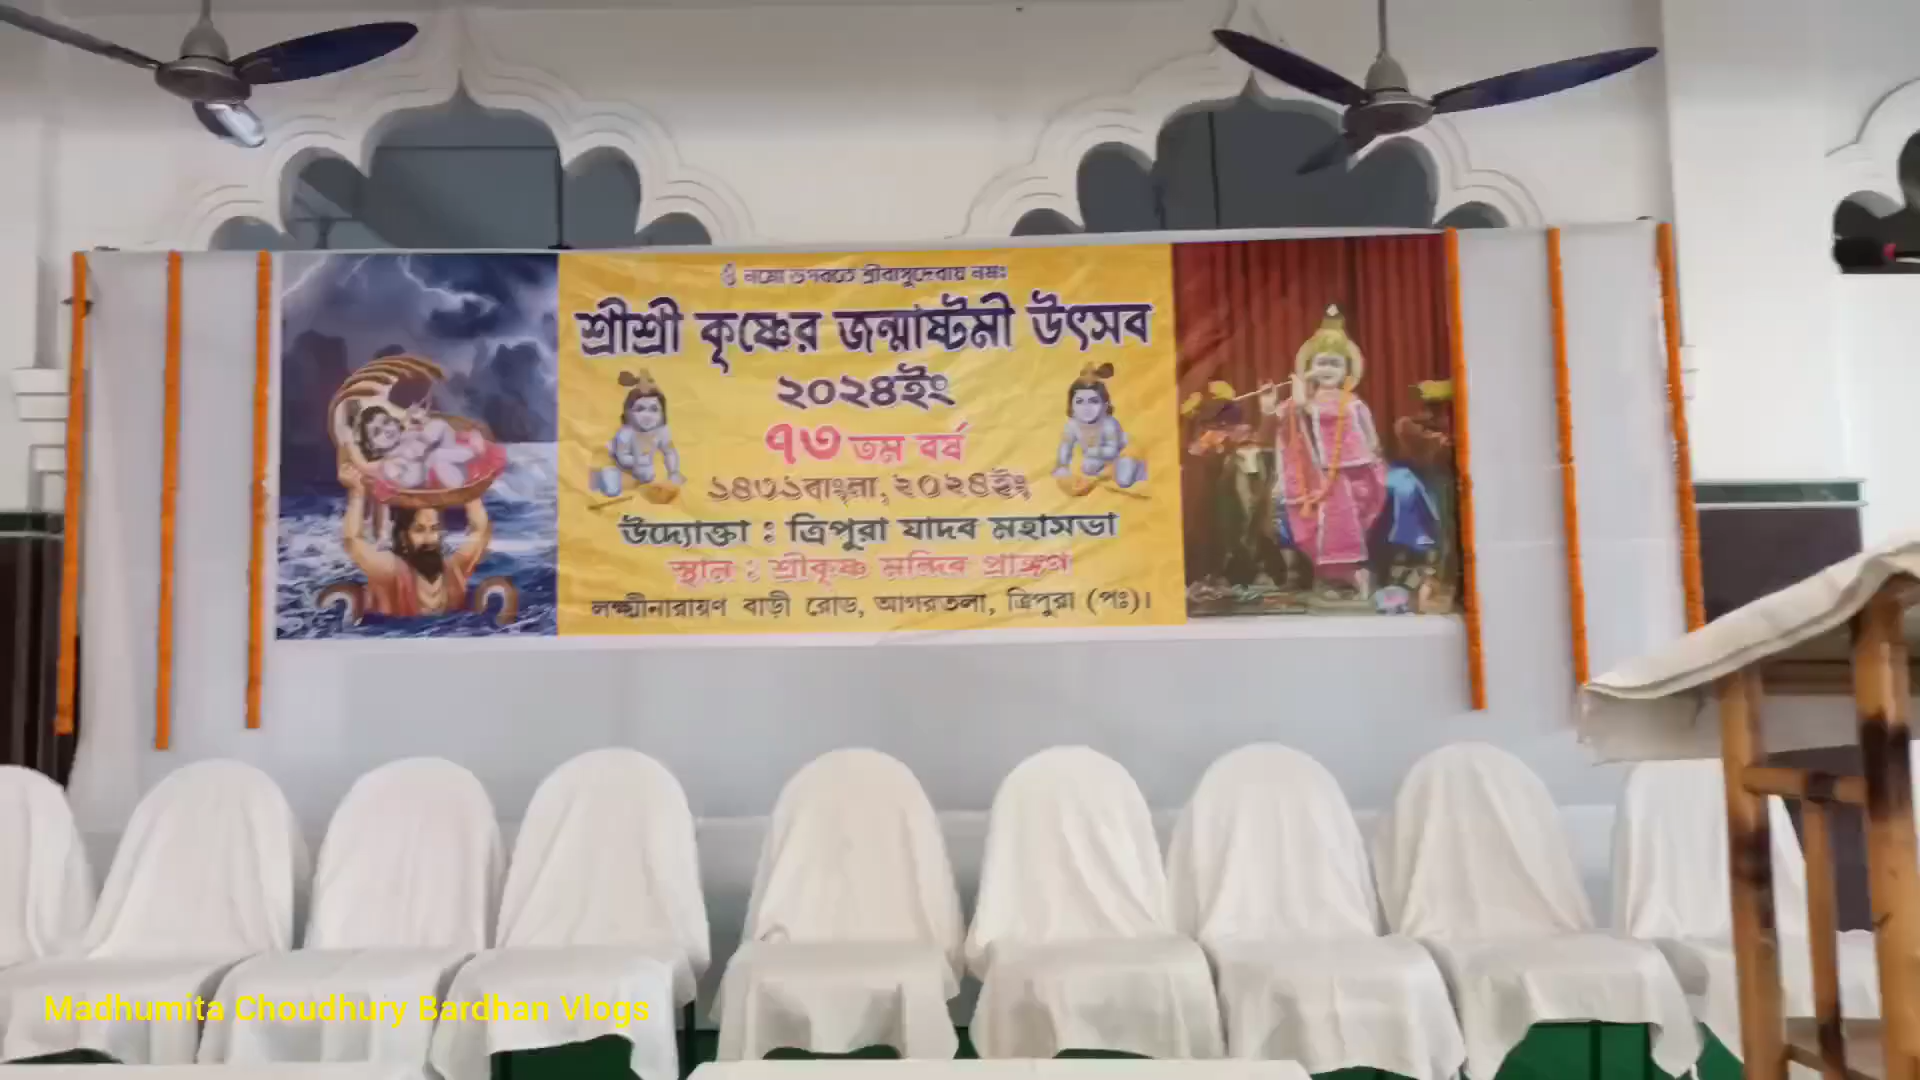 ওঁ নমো ভগবতে শ্রীবাসুদেবায় নমঃ
শ্রীশ্রী কৃষ্ণের জন্মাষ্টমী উৎসব
২০২৪ইং
৭৩ তম বর্ষ
১৪৩১বাংলা, ২০২৪ইং
উদ্যোক্তা : ত্রিপুরা যাদব মহাসভা
স্থান : শ্রীকৃষ্ণ মন্দির প্রাঙ্গণ
লক্ষ্মীনারায়ণ বাড়ী রোড, আগরতলা, ত্রিপুরা (পঃ)।
Madhumita Choudhury Bardhan Vlogs